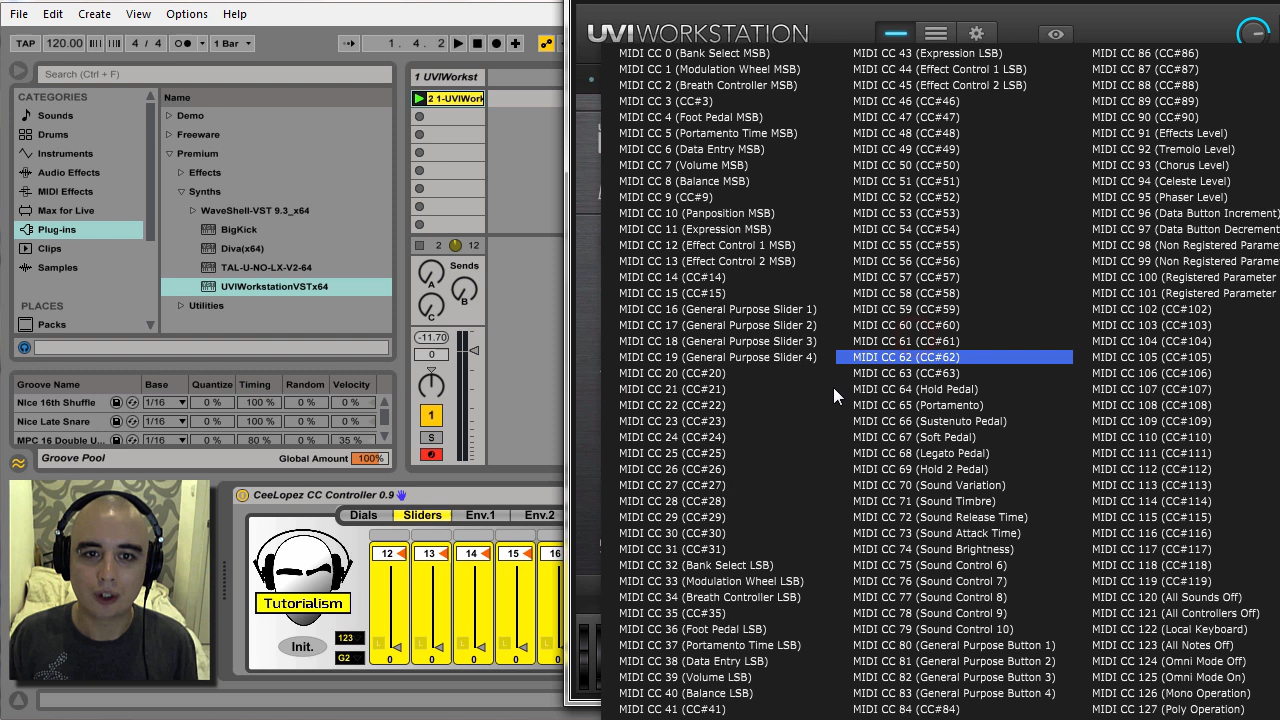 File Edit Create View Options Help
TAP 120.00 4 / 4 1 Bar 1 . 4 . 2
Search (Ctrl + F)
CATEGORIES
Sounds
Drums
Instruments
Audio Effects
MIDI Effects
Max for Live
Plug-ins
Clips
Samples
PLACES
Packs
Name
Demo
Freeware
Premium
Effects
Synths
WaveShell-VST 9.3_x64
BigKick
Diva(x64)
TAL-U-NO-LX-V2-64
UVIWorkstationVSTx64
Utilities
Groove Name Base Quantize Timing Random Velocity
Nice 16th Shuffle 1/16 0 % 100 % 0 % 0 %
Nice Late Snare 1/16 0 % 100 % 0 % 0 %
MPC 16 Double U... 1/16 0 % 80 % 0 % 35 %
Groove Pool Global Amount 100%
1 UVIWorkst
2 1-UVIWork
2 12
Sends
A
B
C
-11.70
0
1
S
CeeLopez CC Controller 0.9
Dials Sliders Env.1 Env.2
Tutorialism
Init.
123
G2
12 13 14 15 16
0 0 0 0
UVIWORKSTATION
MIDI CC 0 (Bank Select MSB)
MIDI CC 1 (Modulation Wheel MSB)
MIDI CC 2 (Breath Controller MSB)
MIDI CC 3 (CC#3)
MIDI CC 4 (Foot Pedal MSB)
MIDI CC 5 (Portamento Time MSB)
MIDI CC 6 (Data Entry MSB)
MIDI CC 7 (Volume MSB)
MIDI CC 8 (Balance MSB)
MIDI CC 9 (CC#9)
MIDI CC 10 (Panposition MSB)
MIDI CC 11 (Expression MSB)
MIDI CC 12 (Effect Control 1 MSB)
MIDI CC 13 (Effect Control 2 MSB)
MIDI CC 14 (CC#14)
MIDI CC 15 (CC#15)
MIDI CC 16 (General Purpose Slider 1)
MIDI CC 17 (General Purpose Slider 2)
MIDI CC 18 (General Purpose Slider 3)
MIDI CC 19 (General Purpose Slider 4)
MIDI CC 20 (CC#20)
MIDI CC 21 (CC#21)
MIDI CC 22 (CC#22)
MIDI CC 23 (CC#23)
MIDI CC 24 (CC#24)
MIDI CC 25 (CC#25)
MIDI CC 26 (CC#26)
MIDI CC 27 (CC#27)
MIDI CC 28 (CC#28)
MIDI CC 29 (CC#29)
MIDI CC 30 (CC#30)
MIDI CC 31 (CC#31)
MIDI CC 32 (Bank Select LSB)
MIDI CC 33 (Modulation Wheel LSB)
MIDI CC 34 (Breath Controller LSB)
MIDI CC 35 (CC#35)
MIDI CC 36 (Foot Pedal LSB)
MIDI CC 37 (Portamento Time LSB)
MIDI CC 38 (Data Entry LSB)
MIDI CC 39 (Volume LSB)
MIDI CC 40 (Balance LSB)
MIDI CC 41 (CC#41)
MIDI CC 43 (Expression LSB)
MIDI CC 44 (Effect Control 1 LSB)
MIDI CC 45 (Effect Control 2 LSB)
MIDI CC 46 (CC#46)
MIDI CC 47 (CC#47)
MIDI CC 48 (CC#48)
MIDI CC 49 (CC#49)
MIDI CC 50 (CC#50)
MIDI CC 51 (CC#51)
MIDI CC 52 (CC#52)
MIDI CC 53 (CC#53)
MIDI CC 54 (CC#54)
MIDI CC 55 (CC#55)
MIDI CC 56 (CC#56)
MIDI CC 57 (CC#57)
MIDI CC 58 (CC#58)
MIDI CC 59 (CC#59)
MIDI CC 60 (CC#60)
MIDI CC 61 (CC#61)
MIDI CC 62 (CC#62)
MIDI CC 63 (CC#63)
MIDI CC 64 (Hold Pedal)
MIDI CC 65 (Portamento)
MIDI CC 66 (Sustenuto Pedal)
MIDI CC 67 (Soft Pedal)
MIDI CC 68 (Legato Pedal)
MIDI CC 69 (Hold 2 Pedal)
MIDI CC 70 (Sound Variation)
MIDI CC 71 (Sound Timbre)
MIDI CC 72 (Sound Release Time)
MIDI CC 73 (Sound Attack Time)
MIDI CC 74 (Sound Brightness)
MIDI CC 75 (Sound Control 6)
MIDI CC 76 (Sound Control 7)
MIDI CC 77 (Sound Control 8)
MIDI CC 78 (Sound Control 9)
MIDI CC 79 (Sound Control 10)
MIDI CC 80 (General Purpose Button 1)
MIDI CC 81 (General Purpose Button 2)
MIDI CC 82 (General Purpose Button 3)
MIDI CC 83 (General Purpose Button 4)
MIDI CC 84 (CC#84)
MIDI CC 86 (CC#86)
MIDI CC 87 (CC#87)
MIDI CC 88 (CC#88)
MIDI CC 89 (CC#89)
MIDI CC 90 (CC#90)
MIDI CC 91 (Effects Level)
MIDI CC 92 (Tremolo Level)
MIDI CC 93 (Chorus Level)
MIDI CC 94 (Celeste Level)
MIDI CC 95 (Phaser Level)
MIDI CC 96 (Data Button Increment)
MIDI CC 97 (Data Button Decrement)
MIDI CC 98 (Non Registered Parame
MIDI CC 99 (Non Registered Parame
MIDI CC 100 (Registered Parameter
MIDI CC 101 (Registered Parameter
MIDI CC 102 (CC#102)
MIDI CC 103 (CC#103)
MIDI CC 104 (CC#104)
MIDI CC 105 (CC#105)
MIDI CC 106 (CC#106)
MIDI CC 107 (CC#107)
MIDI CC 108 (CC#108)
MIDI CC 109 (CC#109)
MIDI CC 110 (CC#110)
MIDI CC 111 (CC#111)
MIDI CC 112 (CC#112)
MIDI CC 113 (CC#113)
MIDI CC 114 (CC#114)
MIDI CC 115 (CC#115)
MIDI CC 116 (CC#116)
MIDI CC 117 (CC#117)
MIDI CC 118 (CC#118)
MIDI CC 119 (CC#119)
MIDI CC 120 (All Sounds Off)
MIDI CC 121 (All Controllers Off)
MIDI CC 122 (Local Keyboard)
MIDI CC 123 (All Notes Off)
MIDI CC 124 (Omni Mode Off)
MIDI CC 125 (Omni Mode On)
MIDI CC 126 (Mono Operation)
MIDI CC 127 (Poly Operation)